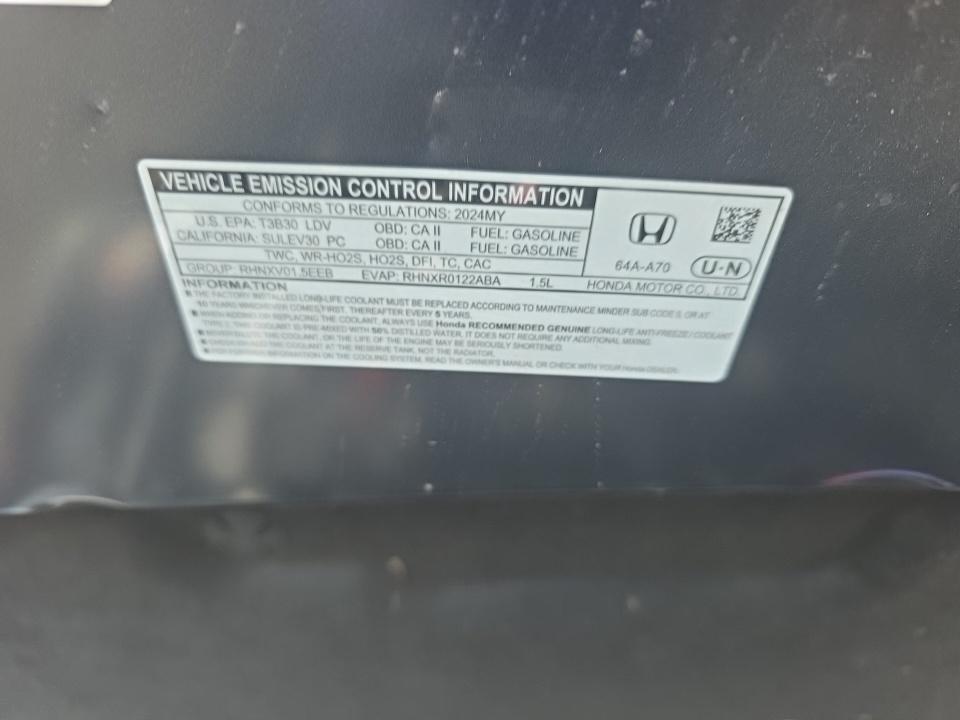 VEHICLE EMISSION CONTROL INFORMATION
CONFORMS TO REGULATIONS: 2024MY
U.S. EPA: T3B30 LDV OBD: CA II FUEL: GASOLINE
CALIFORNIA: SULEV30 PC OBD: CA II FUEL: GASOLINE
TWC, WR-HO2S, HO2S, DFI, TC, CAC
GROUP: RHNXV01.5EEB EVAP: RHNXR0122ABA 1.5L
64A-A70 U-N
HONDA MOTOR CO., LTD.
INFORMATION
■ THE FACTORY INSTALLED LONG-LIFE COOLANT MUST BE REPLACED ACCORDING TO MAINTENANCE MINDER SUB CODE 5, OR AT
10 YEARS WHICHEVER COMES FIRST, THEREAFTER EVERY 5 YEARS.
■ WHEN ADDING OR REPLACING THE COOLANT, ALWAYS USE Honda RECOMMENDED GENUINE LONG-LIFE ANTI-FREEZE / COOLANT
TYPE 2. THIS COOLANT IS PRE-MIXED WITH 50% DISTILLED WATER. IT DOES NOT REQUIRE ANY ADDITIONAL MIXING.
THE COOLANT, OR THE LIFE OF THE ENGINE MAY BE SERIOUSLY SHORTENED.
■ CHECK COOLANT AT THE RESERVE TANK, NOT THE RADIATOR.
■ FOR FURTHER INFORMATION ON THE COOLING SYSTEM, READ THE OWNER'S MANUAL OR CHECK WITH YOUR Honda DEALER.